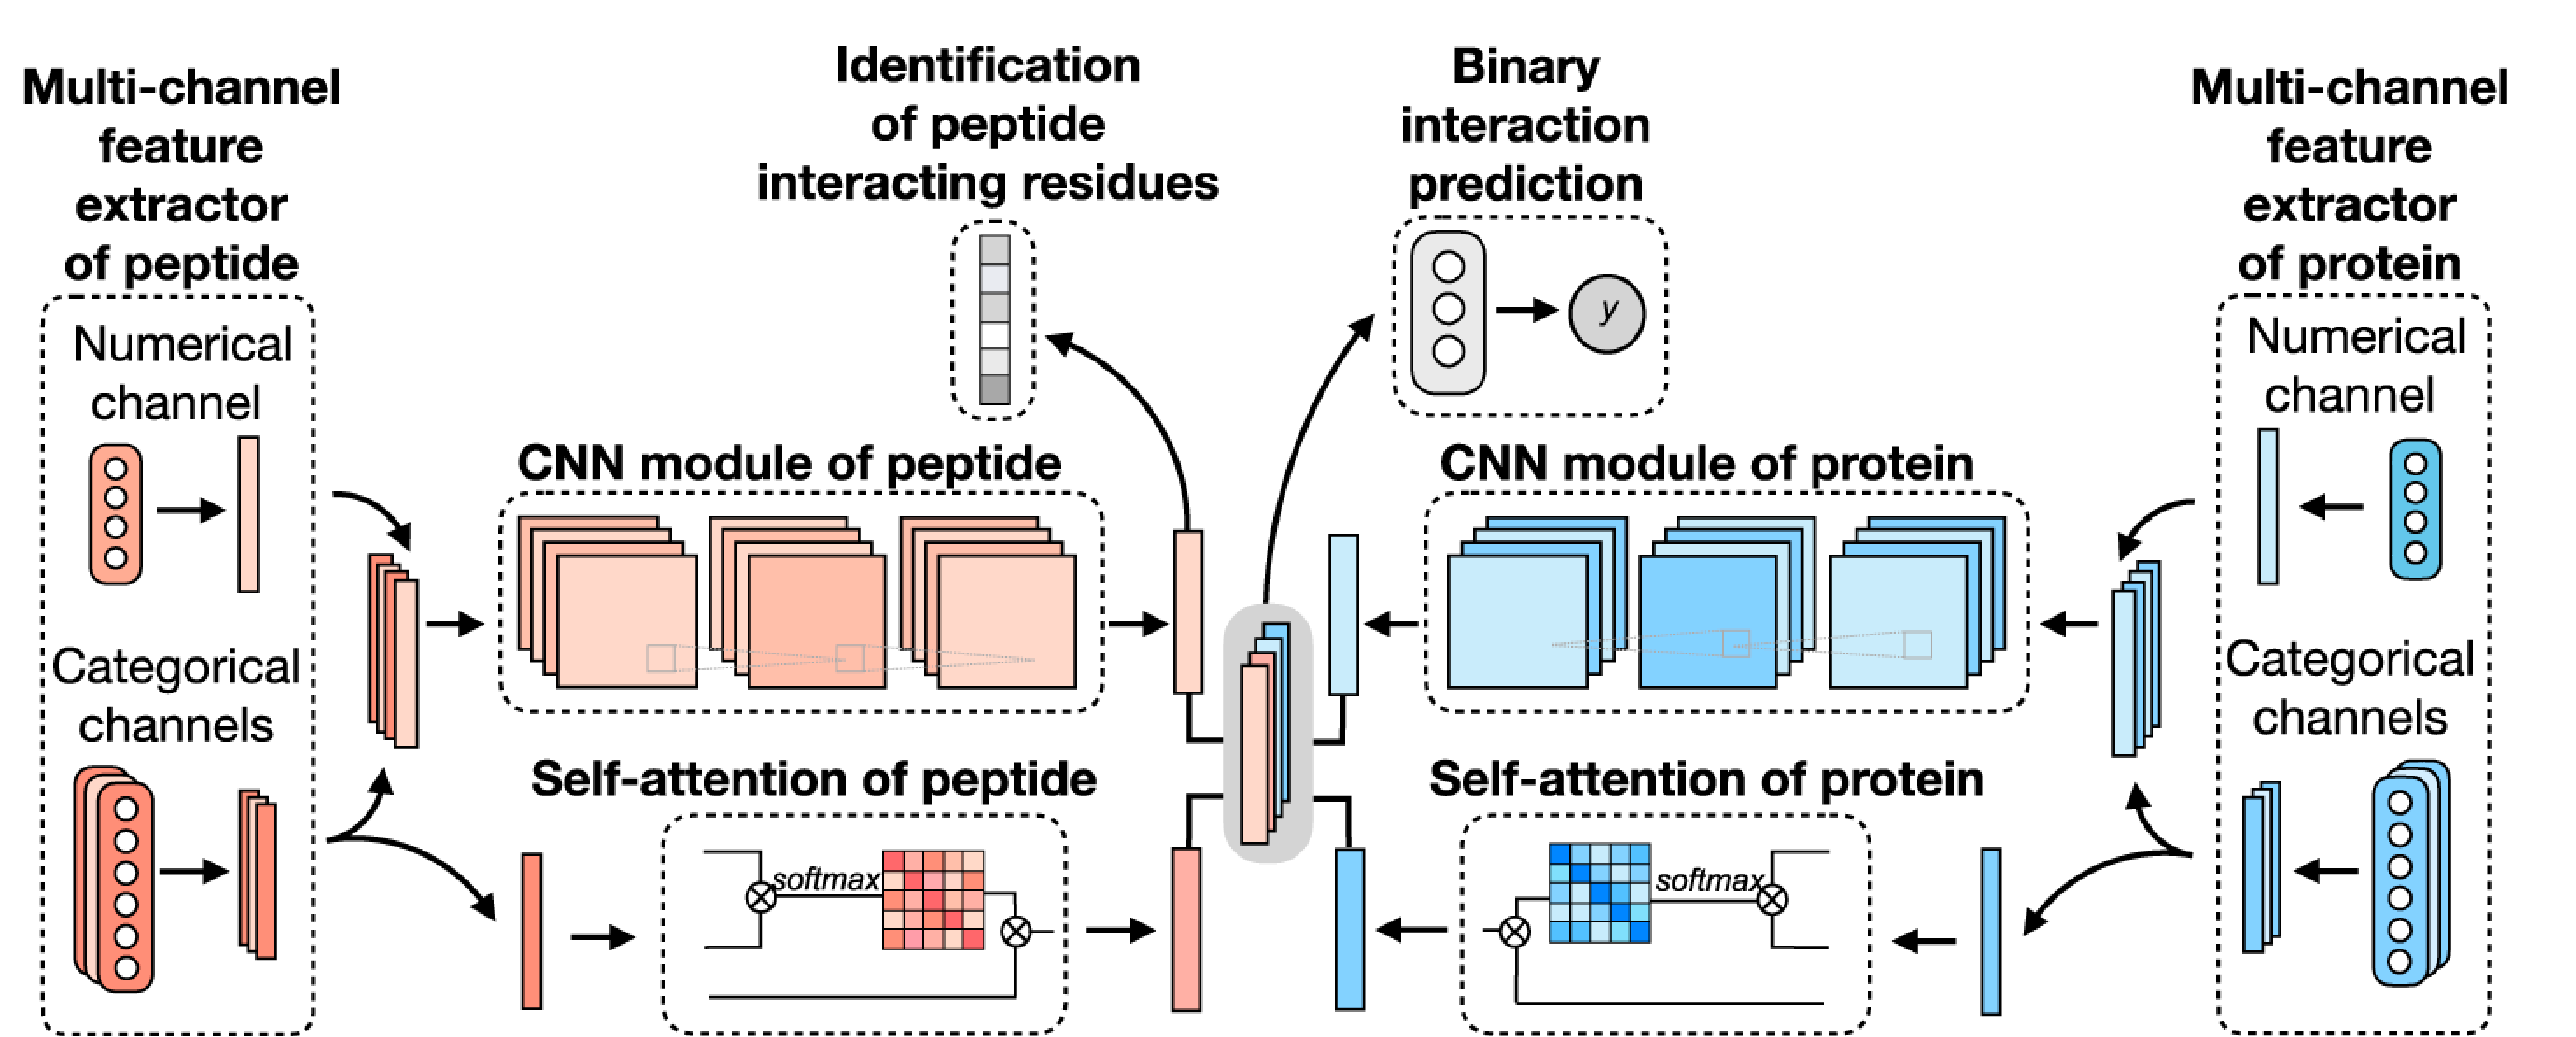 Multi-channel
feature
extractor
of peptide
Numerical
channel
Categorical
channels
Identification
of peptide
interacting residues
Binary
interaction
prediction
y
CNN module of peptide
CNN module of protein
Self-attention of peptide
softmax
Self-attention of protein
softmax
Multi-channel
feature
extractor
of protein
Numerical
channel
Categorical
channels